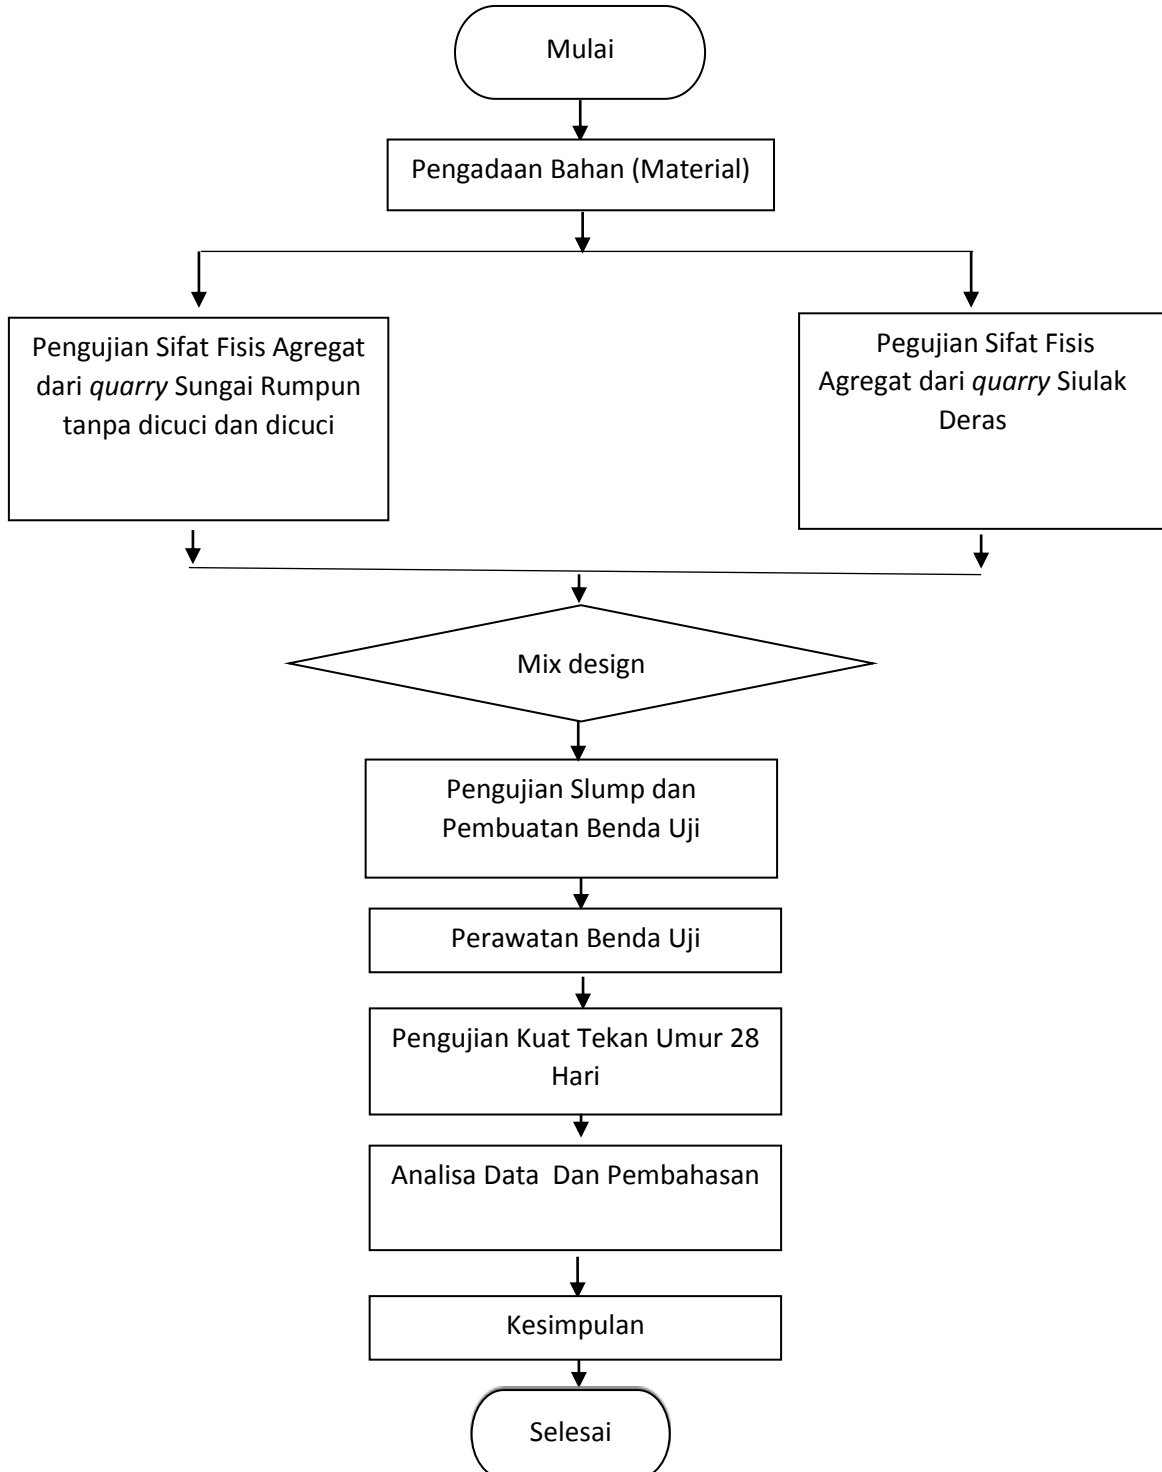 Mulai
Pengadaan Bahan (Material)
Pengujian Sifat Fisis Agregat
dari quarry Sungai Rumpun
tanpa dicuci dan dicuci
Pegujian Sifat Fisis
Agregat dari quarry Siulak
Deras
Mix design
Pengujian Slump dan
Pembuatan Benda Uji
Perawatan Benda Uji
Pengujian Kuat Tekan Umur 28
Hari
Analisa Data  Dan Pembahasan
Kesimpulan
Selesai